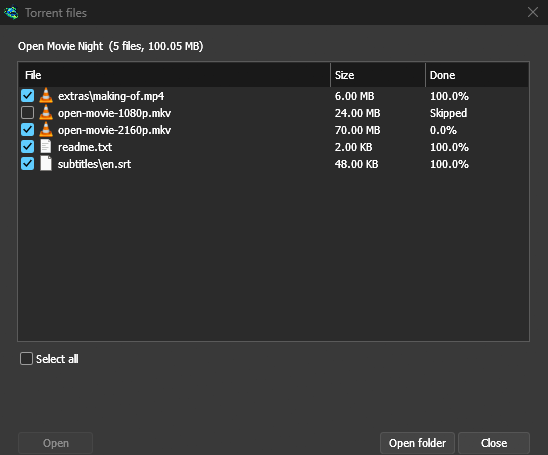 Torrent files
Open Movie Night (5 files, 100.05 MB)
File Size Done
extras\making-of.mp4 6.00 MB 100.0%
open-movie-1080p.mkv 24.00 MB Skipped
open-movie-2160p.mkv 70.00 MB 0.0%
readme.txt 2.00 KB 100.0%
subtitles\en.srt 48.00 KB 100.0%
Select all
Open Open folder Close